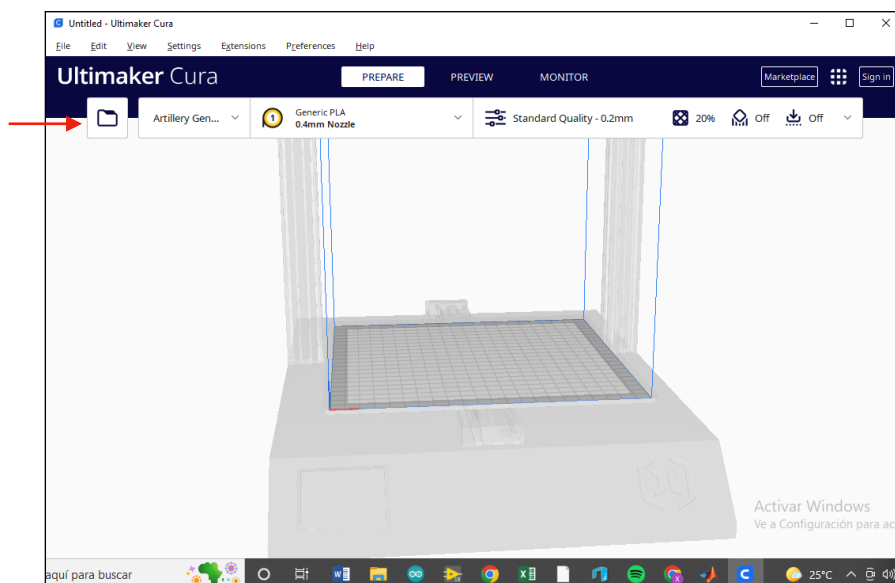 Untitled - Ultimaker Cura
File Edit View Settings Extensions Preferences Help
Ultimaker Cura PREPARE PREVIEW MONITOR Marketplace Sign in
Artillery Gen... 1 Generic PLA
0.4mm Nozzle
Standard Quality - 0.2mm 20% Off Off
Activar Windows
Ve a Configuración para ac
aquí para buscar 25°C